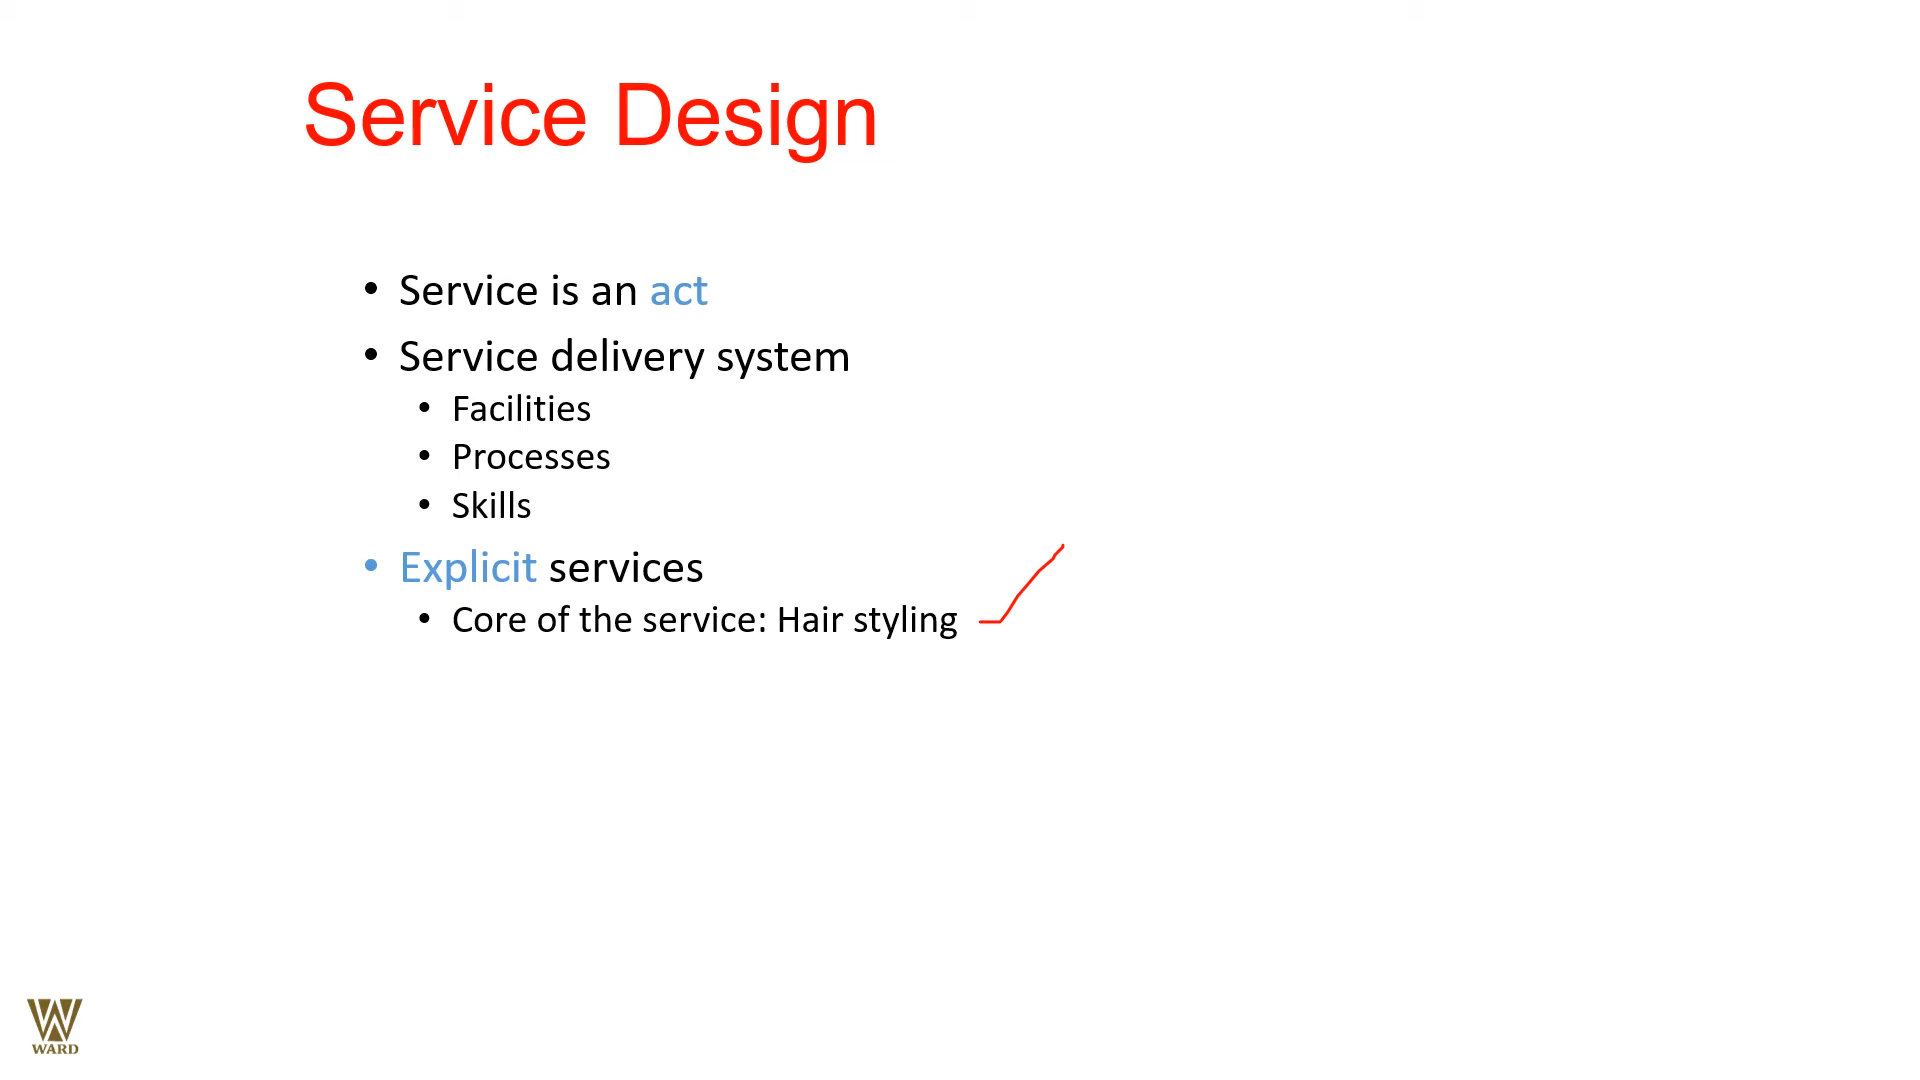 Service Design
• Service is an act
• Service delivery system
• Facilities
• Processes
• Skills
• Explicit services
• Core of the service: Hair styling
WARD